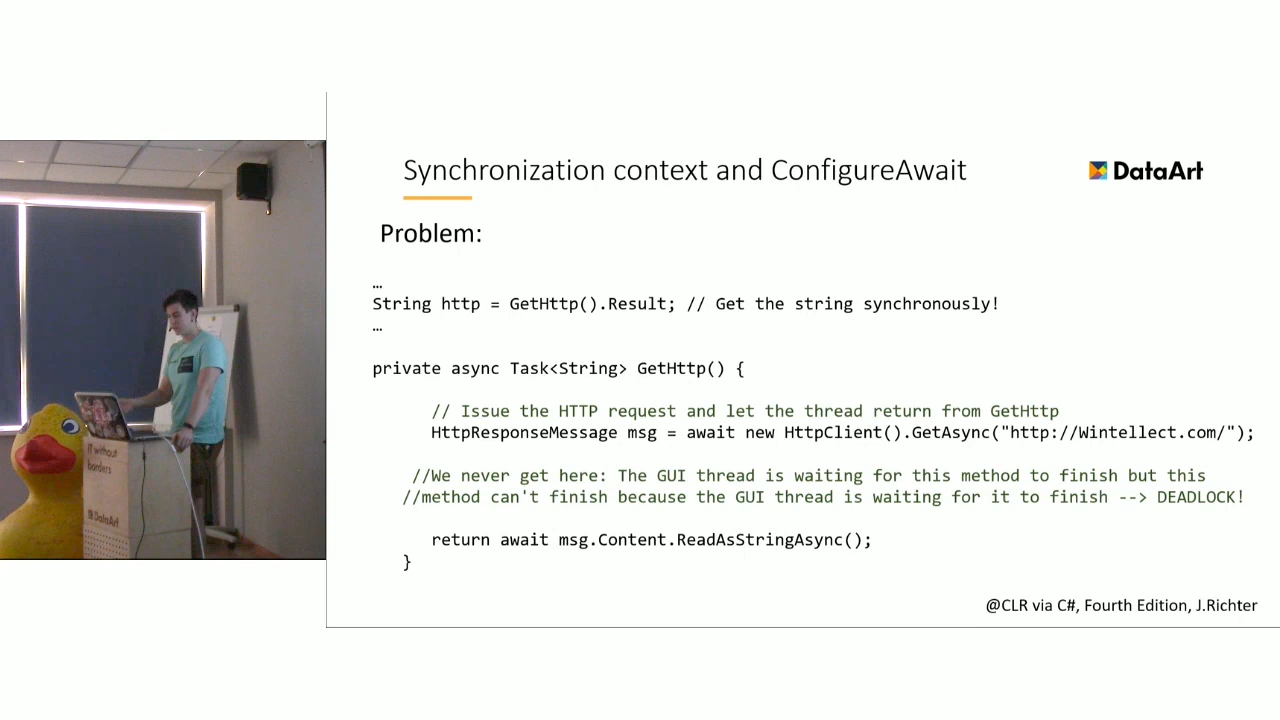 Synchronization context and ConfigureAwait
DataArt
Problem:
…
String http = GetHttp().Result; // Get the string synchronously!
…
private async Task<String> GetHttp() {
// Issue the HTTP request and let the thread return from GetHttp
HttpResponseMessage msg = await new HttpClient().GetAsync("http://Wintellect.com/");
//We never get here: The GUI thread is waiting for this method to finish but this
//method can't finish because the GUI thread is waiting for it to finish --> DEADLOCK!
return await msg.Content.ReadAsStringAsync();
}
@CLR via C#, Fourth Edition, J.Richter
IT without
borders
DataArt